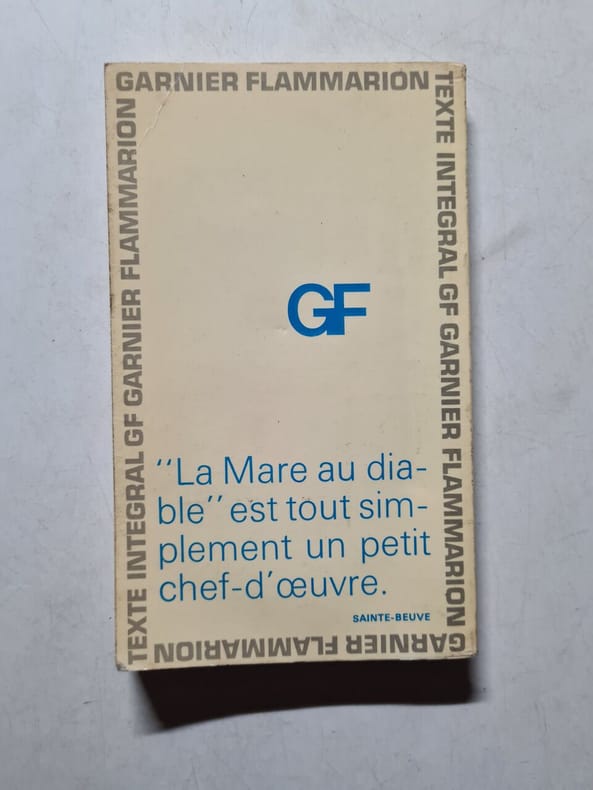 GARNIER FLAMMARION
TEXTE INTEGRAL GF GARNIER FLAMMARION
GF
‘‘La Mare au dia-
ble’’ est tout sim-
plement un petit
chef-d’œuvre.
SAINTE-BEUVE
GARNIER FLAMMARION
TEXTE INTEGRAL GF GARNIER FLAMMARION